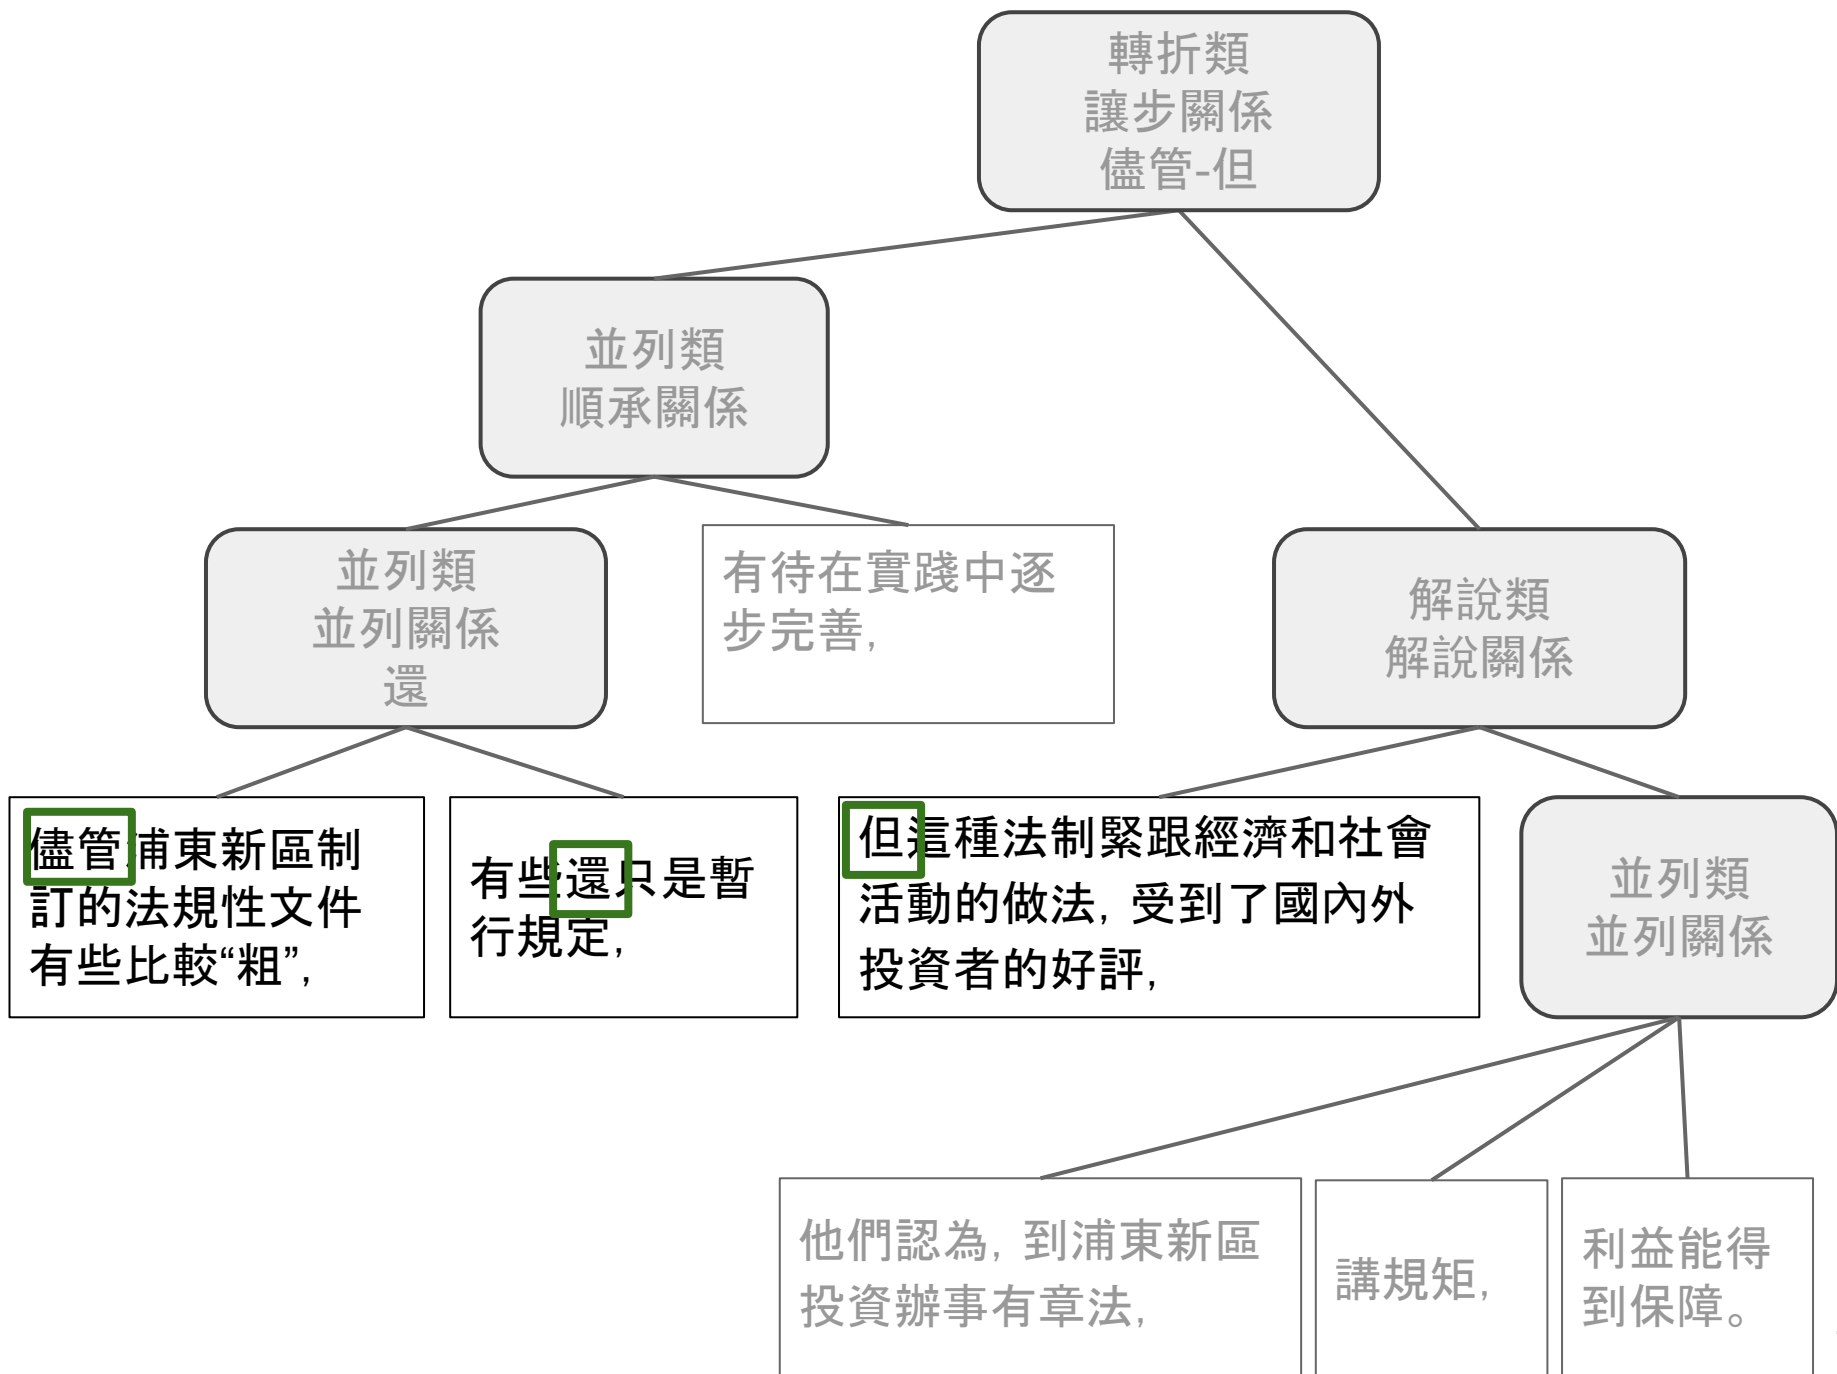 轉折類
讓步關係
儘管-但
並列類
順承關係
並列類
並列關係
還
有待在實踐中逐
步完善,
解說類
解說關係
儘管浦東新區制
訂的法規性文件
有些比較“粗”,
有些還只是暫
行規定,
但這種法制緊跟經濟和社會
活動的做法, 受到了國內外
投資者的好評,
並列類
並列關係
他們認為, 到浦東新區
投資辦事有章法,
講規矩,
利益能得
到保障。